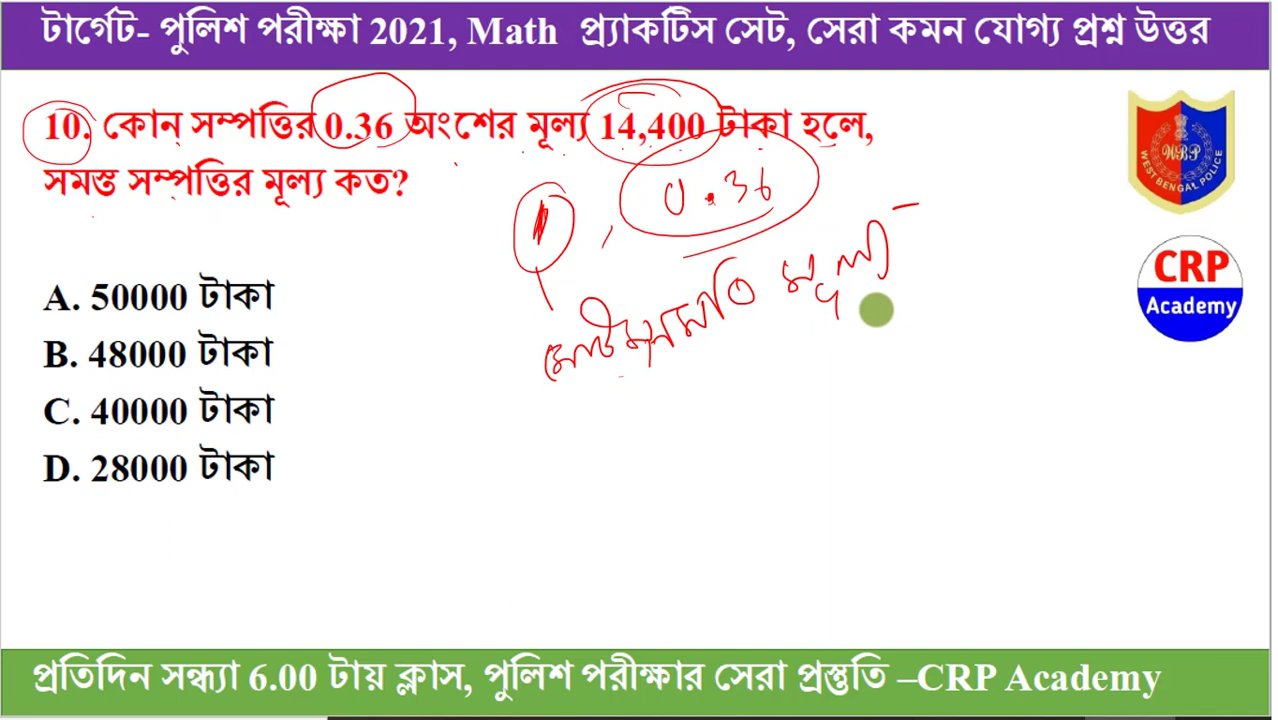 টার্গেট- পুলিশ পরীক্ষা 2021, Math প্র্যাকটিস সেট, সেরা কমন যোগ্য প্রশ্ন উত্তর
10. কোন সম্পত্তির 0.36 অংশের মূল্য 14,400 টাকা হলে,
সমস্ত সম্পত্তির মূল্য কত?
0.36
A. 50000 টাকা
B. 48000 টাকা
C. 40000 টাকা
D. 28000 টাকা
WBP
WEST BENGAL POLICE
CRP
Academy
প্রতিদিন সন্ধ্যা 6.00 টায় ক্লাস, পুলিশ পরীক্ষার সেরা প্রস্তুতি –CRP Academy